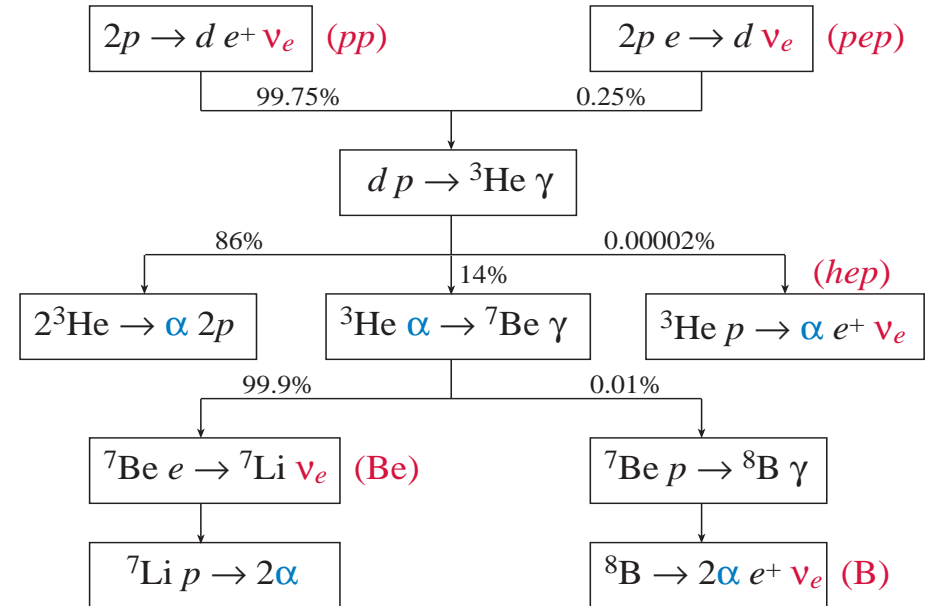 2p → d e⁺ νₑ (pp) 2p e → d νₑ (pep)
99.75% 0.25%
d p → ³He γ
86% 0.00002%
14% (hep)
2³He → α 2p ³He α → ⁷Be γ ³He p → α e⁺ νₑ
99.9% 0.01%
⁷Be e → ⁷Li νₑ (Be) ⁷Be p → ⁸B γ
⁷Li p → 2α ⁸B → 2α e⁺ νₑ (B)